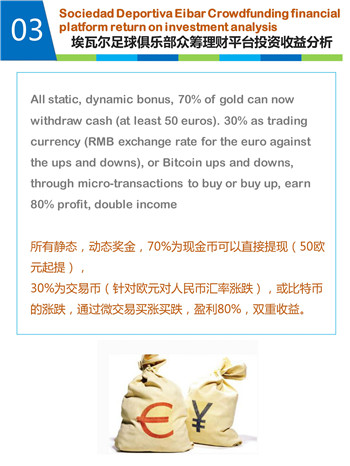 03
Sociedad Deportiva Eibar Crowdfunding financial
platform return on investment analysis
埃瓦尔足球俱乐部众筹理财平台投资收益分析
All static, dynamic bonus, 70% of gold can now
withdraw cash (at least 50 euros). 30% as trading
currency (RMB exchange rate for the euro against
the ups and downs), or Bitcoin ups and downs,
through micro-transactions to buy or buy up, earn
80% profit, double income
所有静态，动态奖金，70%为现金币可以直接提现（50欧
元起提），
30%为交易币（针对欧元对人民币汇率涨跌），或比特币
的涨跌，通过微交易买涨买跌，盈利80%，双重收益。
€ ¥